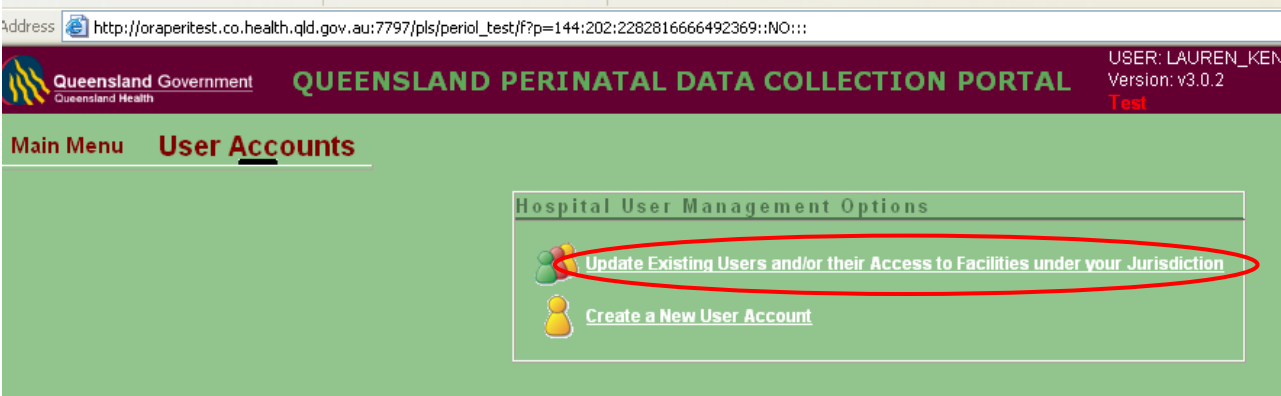 Address http://oraperitest.co.health.qld.gov.au:7797/pls/periol_test/f?p=144:202:2282816666492369::NO:::
Queensland Government
Queensland Health
QUEENSLAND PERINATAL DATA COLLECTION PORTAL
USER: LAUREN_KEN
Version: v3.0.2
Test
Main Menu User Accounts
Hospital User Management Options
Update Existing Users and/or their Access to Facilities under your Jurisdiction
Create a New User Account